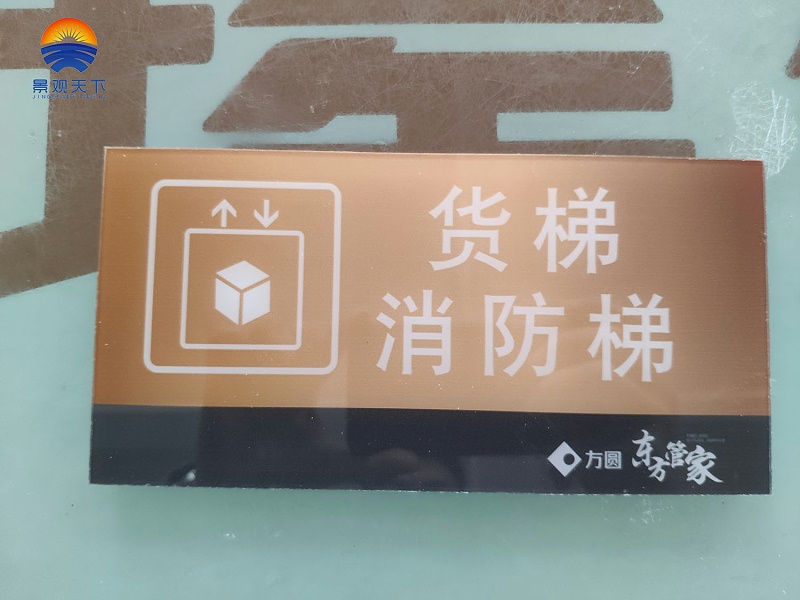 景观天下
货梯
消防梯
方圆
东方管家